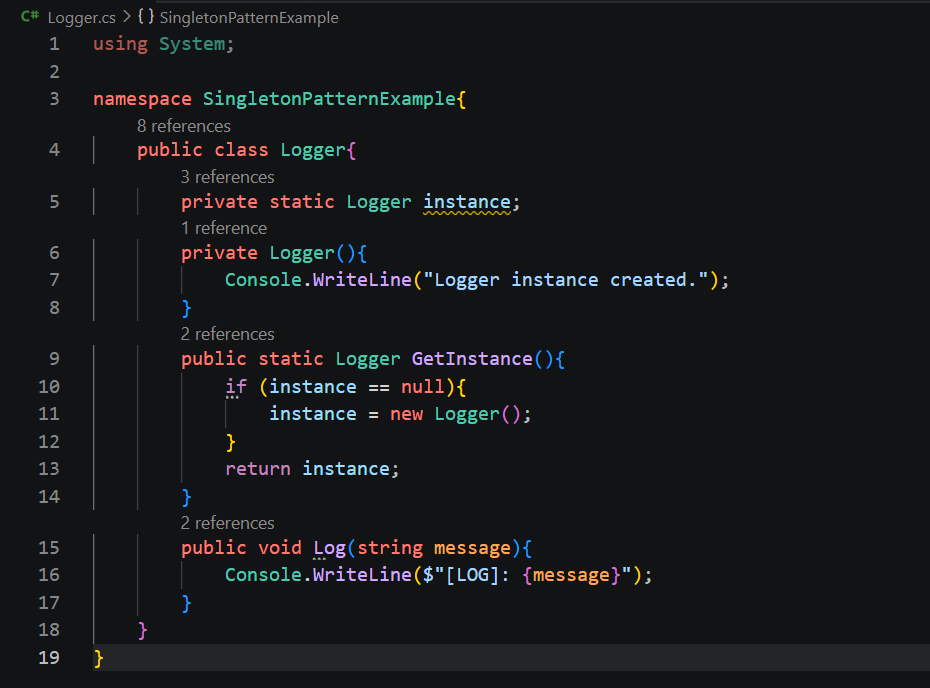 C# Logger.cs > { } SingletonPatternExample
1 using System;
2
3 namespace SingletonPatternExample{
8 references
4 public class Logger{
3 references
5 private static Logger instance;
1 reference
6 private Logger(){
7 Console.WriteLine("Logger instance created.");
8 }
2 references
9 public static Logger GetInstance(){
10 if (instance == null){
11 instance = new Logger();
12 }
13 return instance;
14 }
2 references
15 public void Log(string message){
16 Console.WriteLine($"[LOG]: {message}");
17 }
18 }
19 }